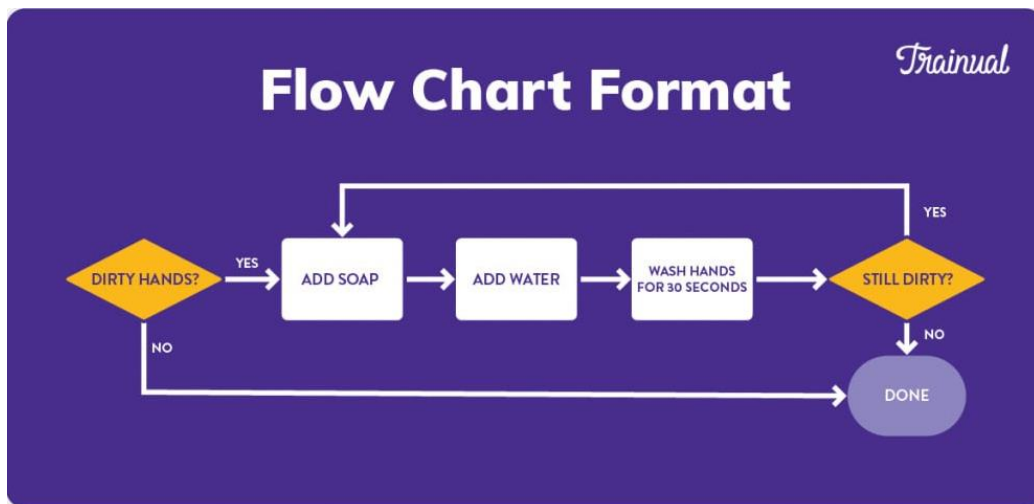 Trainual
Flow Chart Format
YES
DIRTY HANDS?
YES
ADD SOAP
ADD WATER
WASH HANDS
FOR 30 SECONDS
STILL DIRTY?
NO
NO
DONE